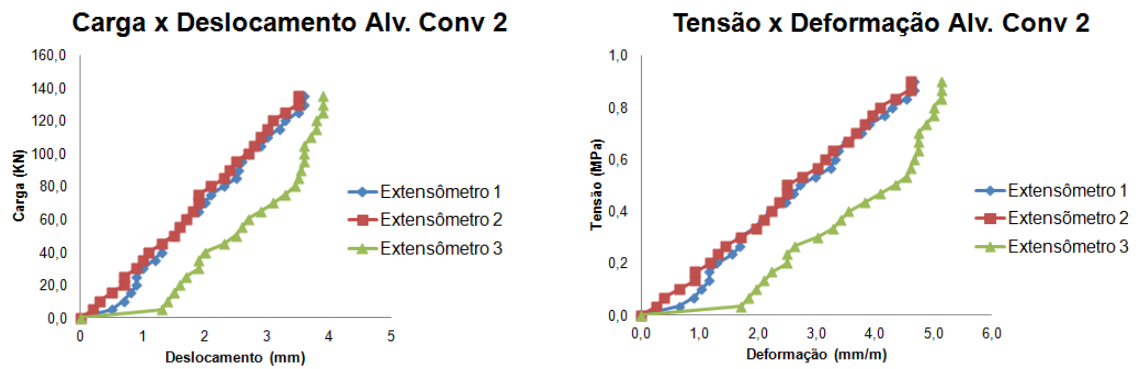 Carga x Deslocamento Alv. Conv 2
160,0
140,0
120,0
100,0
80,0
60,0
40,0
20,0
0,0
Carga (KN)
0
1
2
3
4
5
Deslocamento (mm)
Extensômetro 1
Extensômetro 2
Extensômetro 3
Tensão x Deformação Alv. Conv 2
1,0
0,8
0,6
0,4
0,2
0,0
Tensão (MPa)
0,0
1,0
2,0
3,0
4,0
5,0
6,0
Deformação (mm/m)
Extensômetro 1
Extensõmetro 2
Extensômetro 3